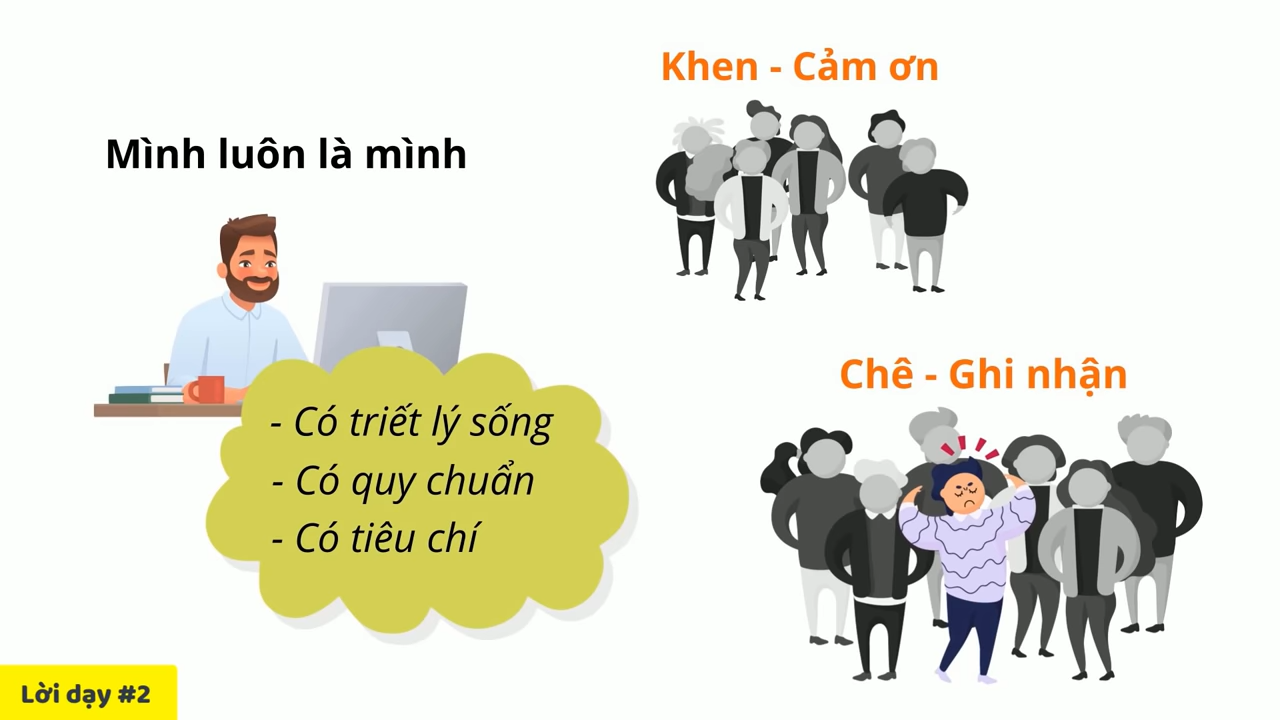 Khen - Cảm ơn
Mình luôn là mình
Chê - Ghi nhận
- Có triết lý sống
- Có quy chuẩn
- Có tiêu chí
Lời dạy #2